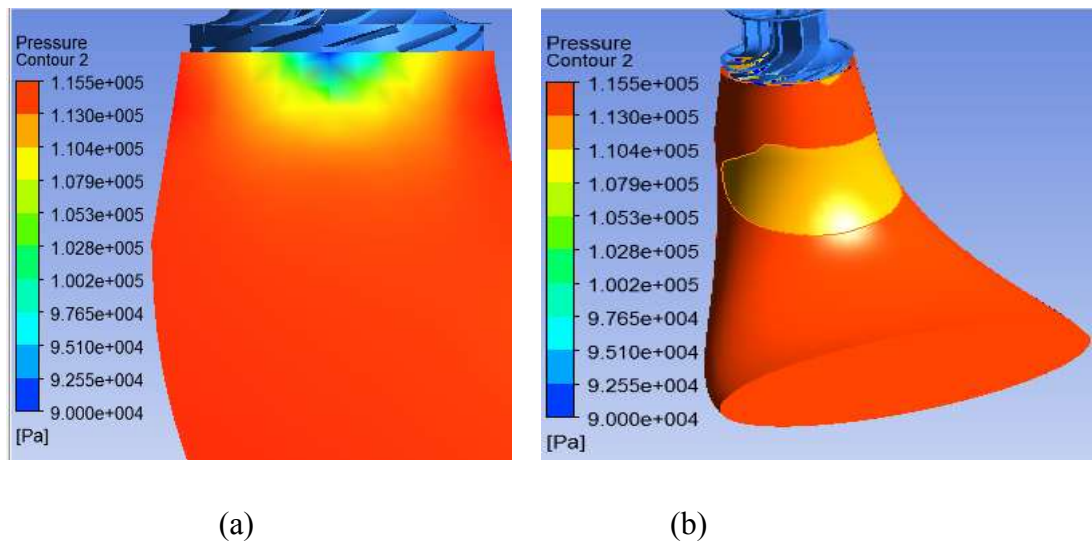 Pressure
Contour 2
1.155e+005
1.130e+005
1.104e+005
1.079e+005
1.053e+005
1.028e+005
1.002e+005
9.765e+004
9.510e+004
9.255e+004
9.000e+004
[Pa]
Pressure
Contour 2
1.155e+005
1.130e+005
1.104e+005
1.079e+005
1.053e+005
1.028e+005
1.002e+005
9.765e+004
9.510e+004
9.255e+004
9.000e+004
[Pa]
(a)
(b)